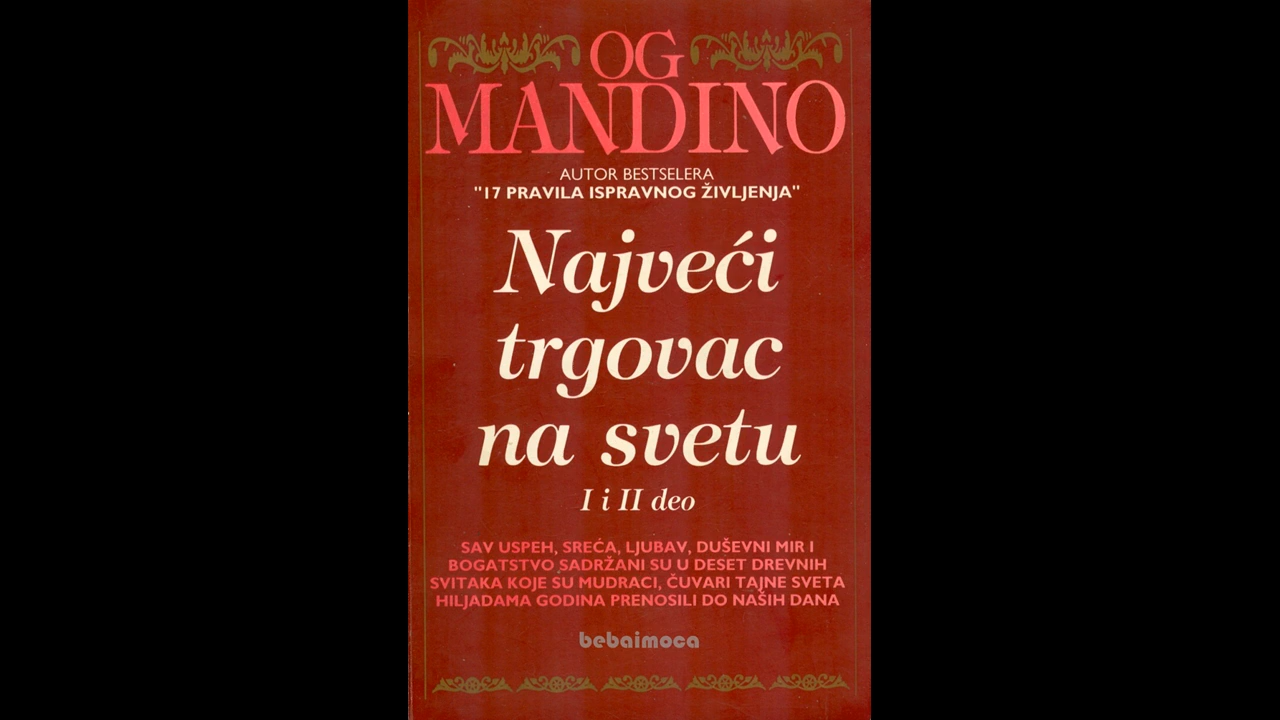 OG
MANDINO
AUTOR BESTSELERA
"17 PRAVILA ISPRAVNOG ŽIVLJENJA"
Najveći
trgovac
na svetu
I i II deo
SAV USPEH, SREĆA, LJUBAV, DUŠEVNI MIR I
BOGATSTVO SADRŽANI SU U DESET DREVNIH
SVITAKA KOJE SU MUDRACI, ČUVARI TAJNE SVETA
HILJADAMA GODINA PRENOSILI DO NAŠIH DANA
bebaimoca